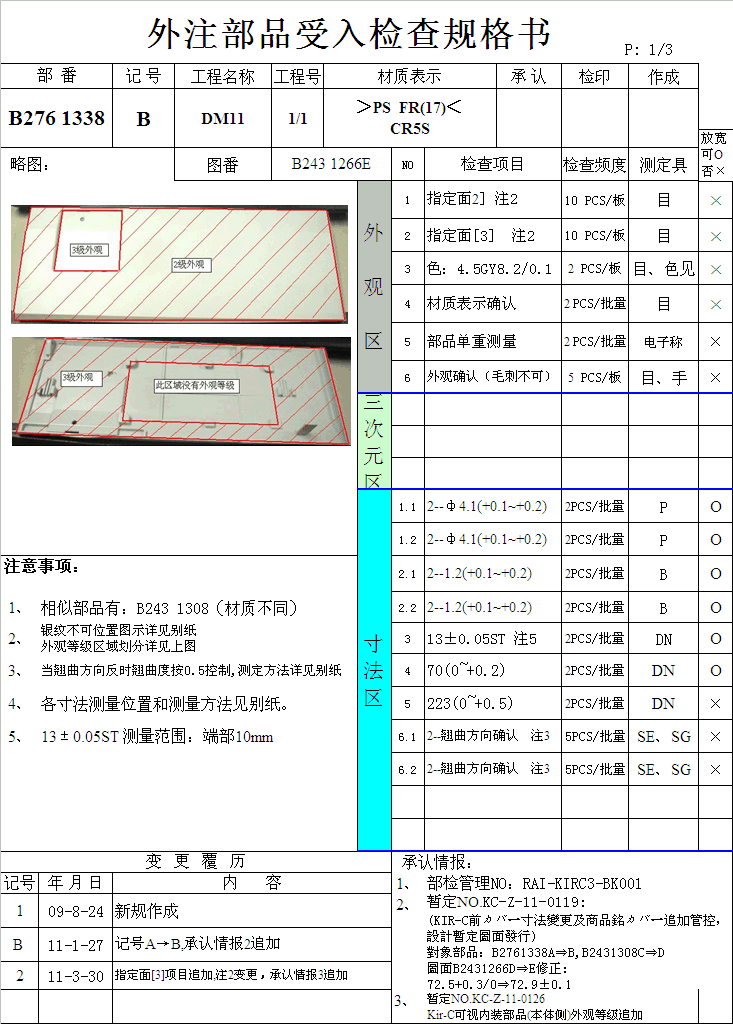 外注部品受入检查规格书
P: 1/3
部 番 记 号 工程名称 工程号 材质表示 承 认 检印 作成
B276 1338 B DM11 1/1 ＞PS FR(17)＜
CR5S
放宽
可O
否×
略图: 图番 B243 1266E NO 检查项目 检查频度 测定具
外观区
1 指定面2] 注2 10 PCS/板 目 ×
2 指定面[3] 注2 10 PCS/板 目 ×
3 色: 4.5GY8.2/0.1 2 PCS/板 目、色见 ×
4 材质表示确认 2PCS/批量 目 ×
5 部品单重测量 2PCS/批量 电子称 ×
6 外观确认（毛刺不可） 5 PCS/板 目、手 ×
3级外观
2级外观
3级外观
此区域没有外观等级
三次元区
寸法区
1.1 2--ф4.1(+0.1~+0.2) 2PCS/批量 P O
1.2 2--ф4.1(+0.1~+0.2) 2PCS/批量 P O
2.1 2--1.2(+0.1~+0.2) 2PCS/批量 B O
2.2 2--1.2(+0.1~+0.2) 2PCS/批量 B O
3 13±0.05ST 注5 2PCS/批量 DN O
4 70(0~+0.2) 2PCS/批量 DN O
5 223(0~+0.5) 2PCS/批量 DN ×
6.1 2--翘曲方向确认 注3 5PCS/批量 SE、SG ×
6.2 2--翘曲方向确认 注3 5PCS/批量 SE、SG ×
注意事项:
1、 相似部品有: B243 1308（材质不同）
2、 银纹不可位置图示详见别纸
外观等级区域划分详见上图
3、 当翘曲方向反时翘曲度按0.5控制,测定方法详见别纸
4、 各寸法测量位置和测量方法见别纸。
5、 13±0.05ST 测量范围: 端部10mm
变 更 履 历
记号 年 月 日 内 容
1 09-8-24 新规作成
B 11-1-27 记号A→B,承认情报2追加
2 11-3-30 指定面[3]项目追加,注2变更，承认情报3追加
承认情报:
1、 部检管理NO: RAI-KIRC3-BK001
2、 暂定NO.KC-Z-11-0119:
(KIR-C前カバー寸法變更及商品銘カバー追加管控,
設計暫定圖面發行)
對象部品: B2761338A⇒B,B2431308C⇒D
圖面B2431266D⇒E修正:
72.5+0.3/0⇒72.9±0.1
3、 暂定NO.KC-Z-11-0126
Kir-C可视内装部品(本体侧)外观等级追加